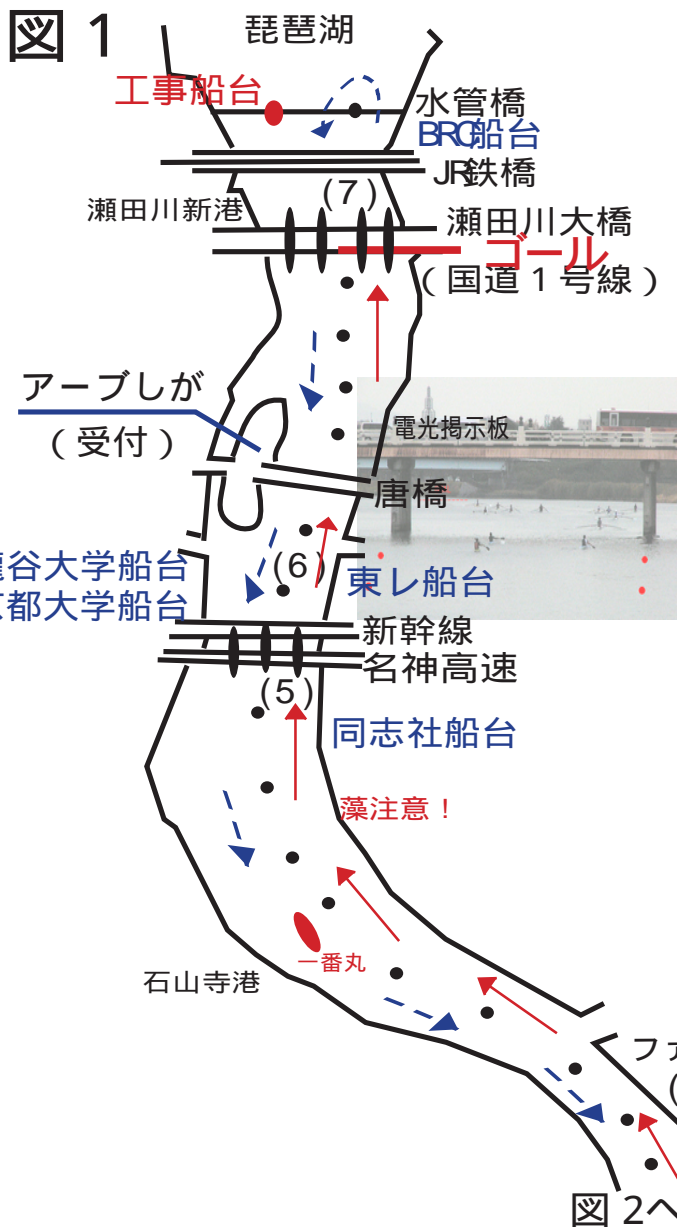 図 1
琵琶湖
工事船台
水管橋
BRC船台
JR鉄橋
(7)
瀬田川新港
瀬田川大橋
ゴール
(国道1号線)
アーブしが
(受付)
電光掲示板
唐橋
(6)
谷大学船台
東レ船台
都大学船台
新幹線
名神高速
(5)
同志社船台
藻注意!
一番丸
石山寺港
(
図 2へ